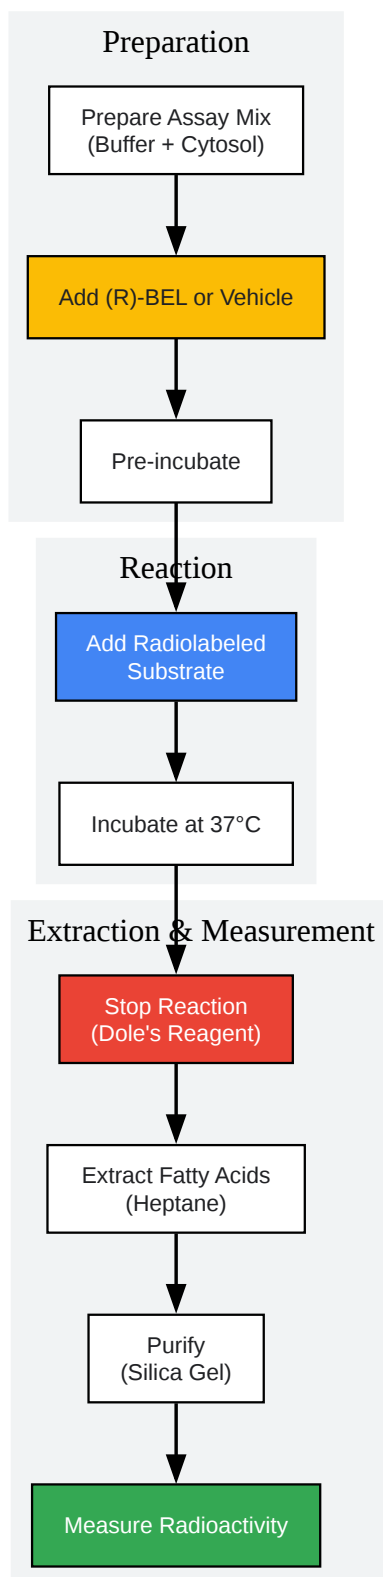 Preparation
Prepare Assay Mix
(Buffer + Cytosol)
Add (R)-BEL or Vehicle
Pre-incubate
Reaction
Add Radiolabeled
Substrate
Incubate at 37°C
Extraction & Measurement
Stop Reaction
(Dole's Reagent)
Extract Fatty Acids
(Heptane)
Purify
(Silica Gel)
Measure Radioactivity